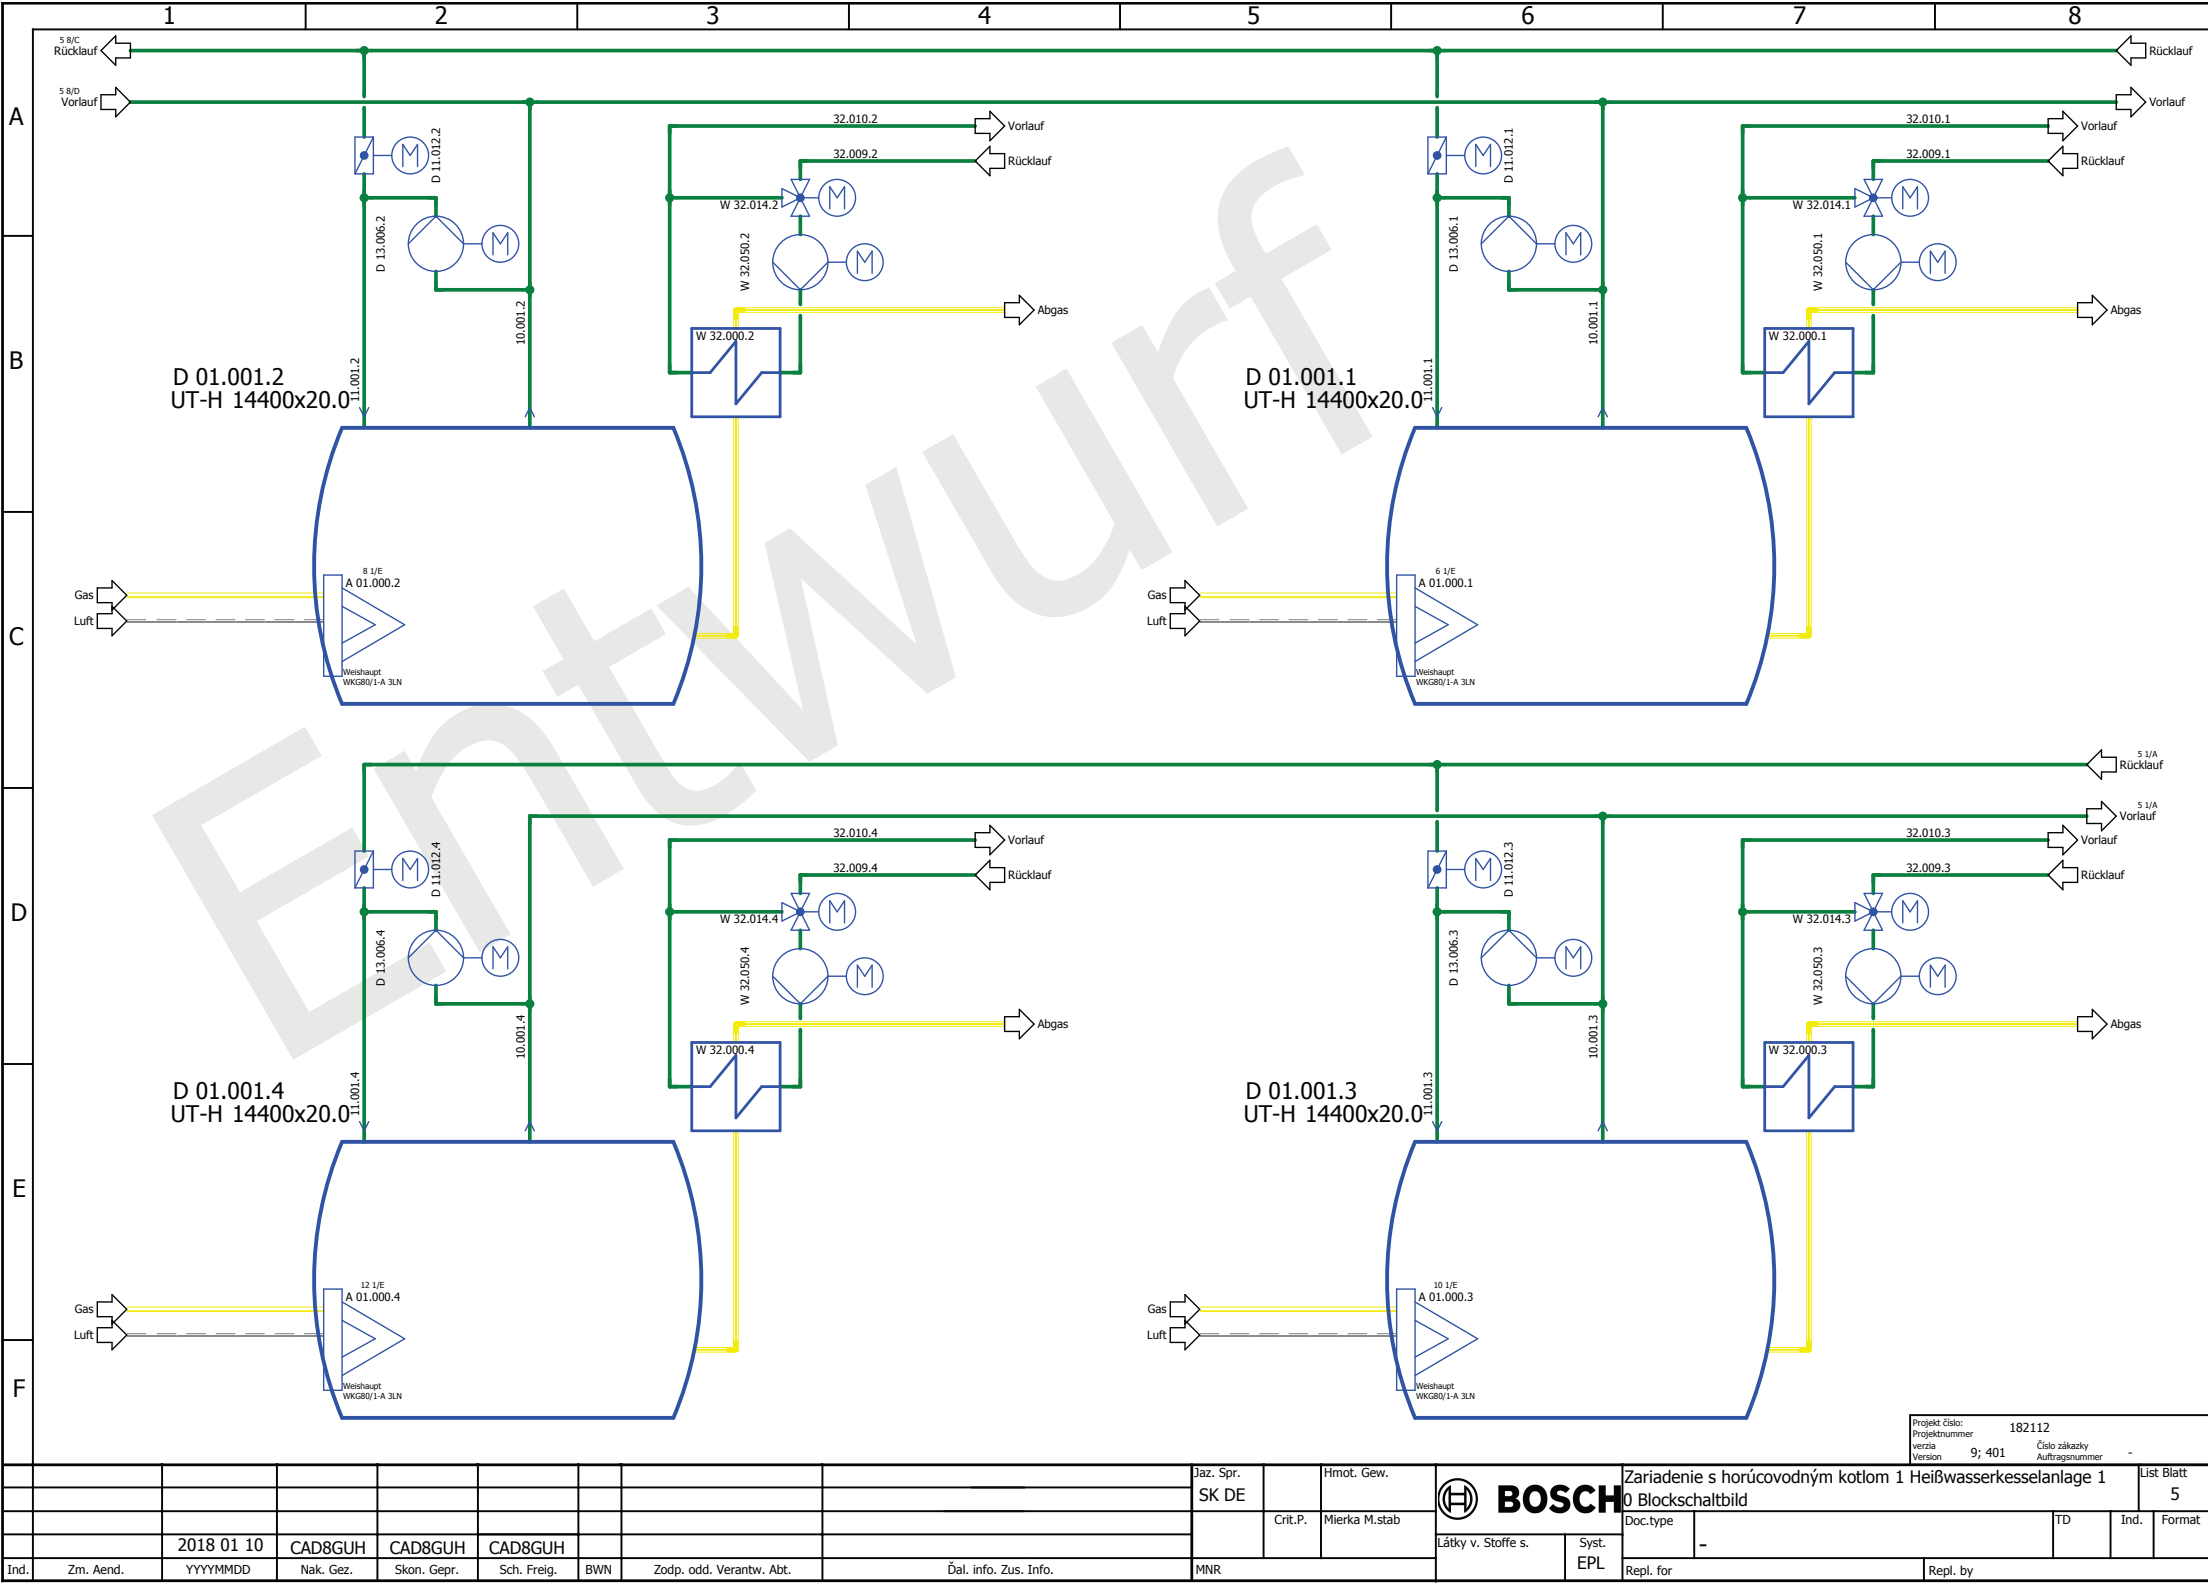 1 2 3 4 5 6 7 8
A
B
C
D
E
F
Entwurf
5 8/C
Rücklauf
Rücklauf
5 8/D
Vorlauf
Vorlauf
D 11.012.2
D 13.006.2
11.001.2
10.001.2
32.010.2
Vorlauf
32.009.2
Rücklauf
W 32.014.2
W 32.050.2
Abgas
W 32.000.2
D 01.001.2
UT-H 14400x20.0
Gas
Luft
8 1/E
A 01.000.2
Weishaupt
WKG80/1-A 3LN
D 11.012.1
D 13.006.1
11.001.1
10.001.1
32.010.1
Vorlauf
32.009.1
Rücklauf
W 32.014.1
W 32.050.1
Abgas
W 32.000.1
D 01.001.1
UT-H 14400x20.0
Gas
Luft
6 1/E
A 01.000.1
Weishaupt
WKG80/1-A 3LN
5 1/A
Rücklauf
5 1/A
Vorlauf
D 11.012.4
D 13.006.4
11.001.4
10.001.4
32.010.4
Vorlauf
32.009.4
Rücklauf
W 32.014.4
W 32.050.4
Abgas
W 32.000.4
D 01.001.4
UT-H 14400x20.0
Gas
Luft
12 1/E
A 01.000.4
Weishaupt
WKG80/1-A 3LN
D 11.012.3
D 13.006.3
11.001.3
10.001.3
32.010.3
Vorlauf
32.009.3
Rücklauf
W 32.014.3
W 32.050.3
Abgas
W 32.000.3
D 01.001.3
UT-H 14400x20.0
Gas
Luft
10 1/E
A 01.000.3
Weishaupt
WKG80/1-A 3LN
Projekt číslo:
Projektnummer
182112
verzia
Version
9; 401
Číslo zákazky
Auftragsnummer
-
2018 01 10 CAD8GUH CAD8GUH CAD8GUH
Ind. Zm. Aend. YYYYMMDD Nak. Gez. Skon. Gepr. Sch. Freig. BWN Zodp. odd. Verantw. Abt. Ďal. info. Zus. Info.
Jaz. Spr.
SK DE
Hmot. Gew.
Crit.P.
Mierka M.stab
MNR
BOSCH
Látky v. Stoffe s.
Syst.
EPL
Zariadenie s horúcovodným kotlom 1 Heißwasserkesselanlage 1
0 Blockschaltbild
List Blatt
5
Doc.type
-
TD
Ind.
Format
Repl. for
Repl. by